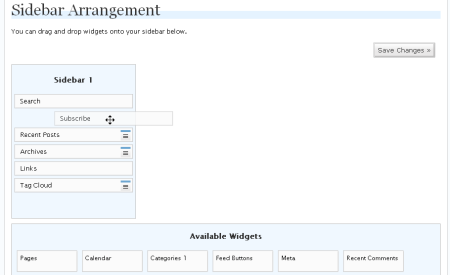 Sidebar Arrangement
You can drag and drop widgets onto your sidebar below.
Save Changes »
Sidebar 1
Search
Subscribe
Recent Posts
Archives
Links
Tag Cloud
Available Widgets
Pages Calendar Categories 1 Feed Buttons Meta Recent Comments